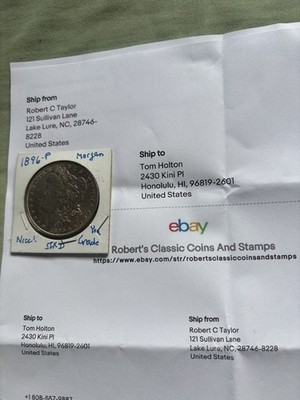 Ship from
Robert C Taylor
121 Sullivan Lane
Lake Lure, NC, 28746-
8228
United States
Ship to
Tom Holton
2430 Kini Pl
Honolulu, HI, 96819-2601
United States
1896-P Morgan
Nice! Grade
ebay
Robert's Classic Coins And Stamps
https://www.ebay.com/str/robertsclassiccoinsandstamps
Ship to
Tom Holton
2430 Kini Pl
Honolulu, HI, 96819-2601
United States
Ship from
Robert C Taylor
121 Sullivan Lane
Lake Lure, NC, 28746-8228
United States